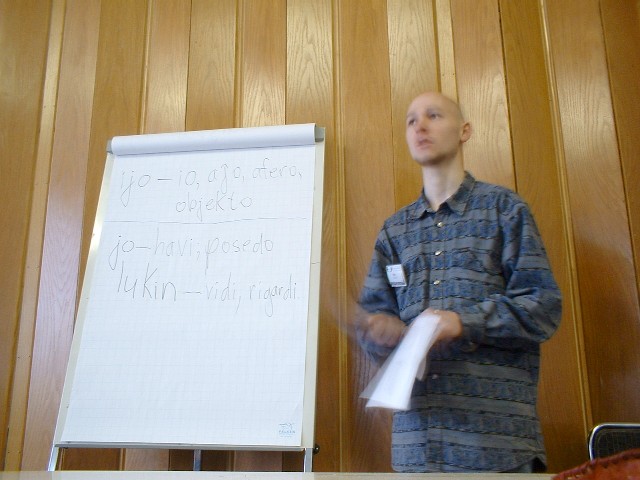 ijo – io, aĵo, afero,
objekto
jo – havi, posedo
lukin – vidi, rigardi